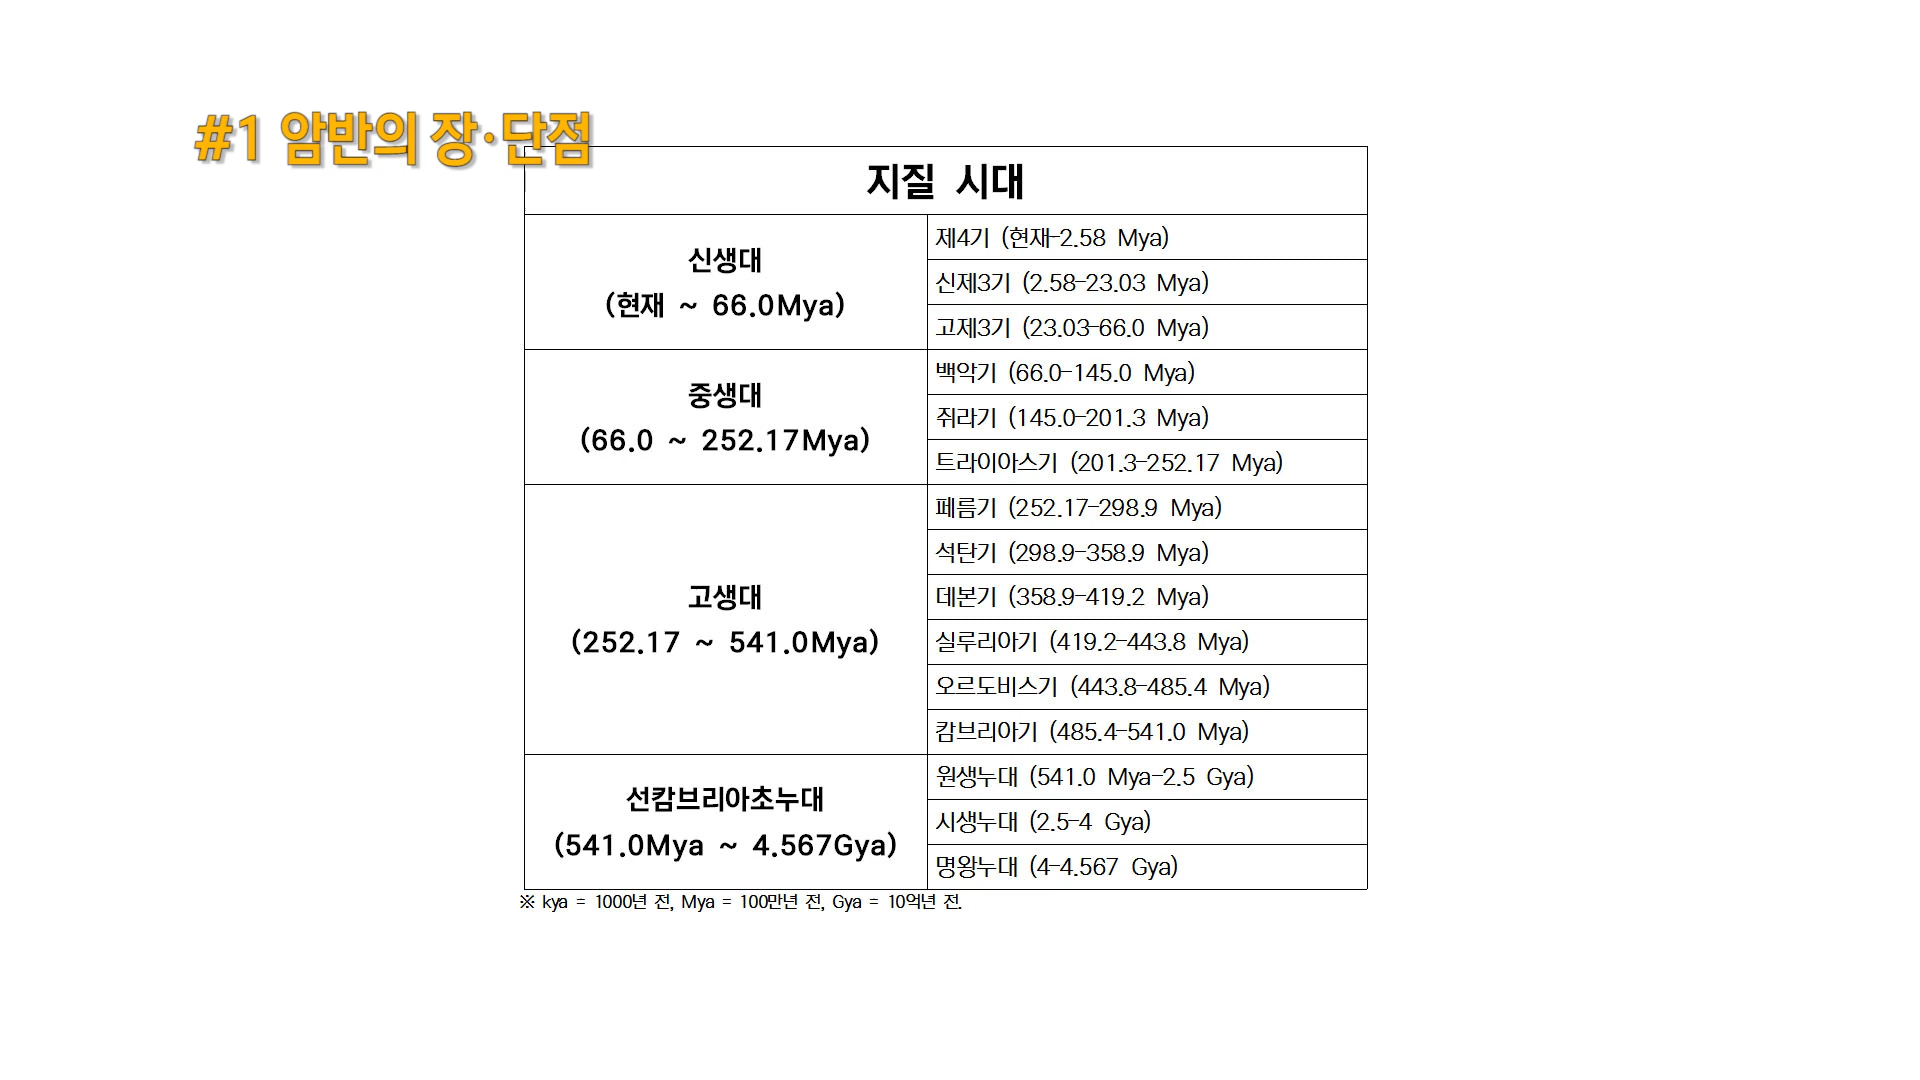 #1 암반의 장·단점
지질 시대
신생대
(현재 ~ 66.0Mya)
제4기 (현재-2.58 Mya)
신제3기 (2.58-23.03 Mya)
고제3기 (23.03-66.0 Mya)
중생대
(66.0 ~ 252.17Mya)
백악기 (66.0-145.0 Mya)
쥐라기 (145.0-201.3 Mya)
트라이아스기 (201.3-252.17 Mya)
고생대
(252.17 ~ 541.0Mya)
페름기 (252.17-298.9 Mya)
석탄기 (298.9-358.9 Mya)
데본기 (358.9-419.2 Mya)
실루리아기 (419.2-443.8 Mya)
오르도비스기 (443.8-485.4 Mya)
캄브리아기 (485.4-541.0 Mya)
선캄브리아초누대
(541.0Mya ~ 4.567Gya)
원생누대 (541.0 Mya-2.5 Gya)
시생누대 (2.5-4 Gya)
명왕누대 (4-4.567 Gya)
※ kya = 1000년 전, Mya = 100만년 전, Gya = 10억년 전.